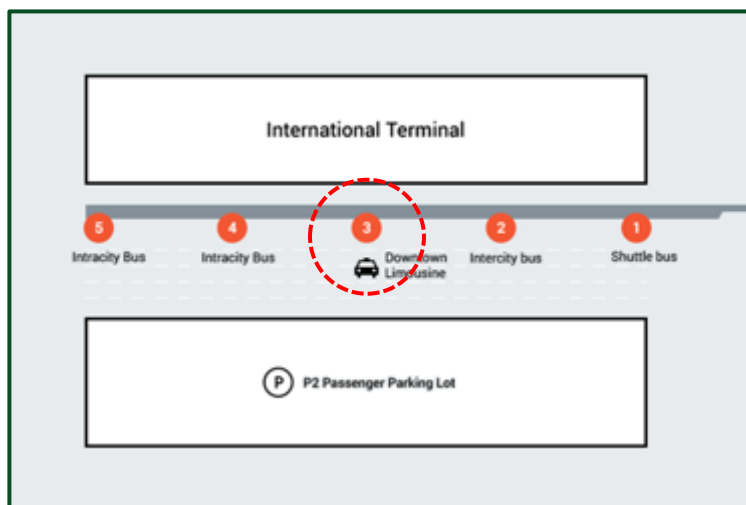 International Terminal
5
4
3
2
1
Intracity Bus
Intracity Bus
Downtown
Limousine
Intercity bus
Shuttle bus
P
P2 Passenger Parking Lot